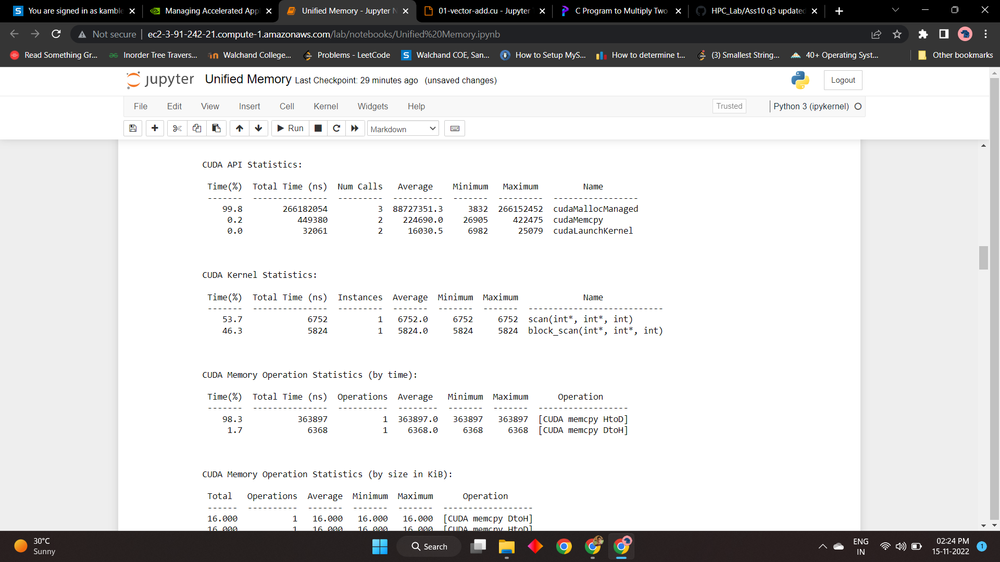 You are signed in as kamble
Managing Accelerated Appl
Unified Memory - Jupyter N
01-vector-add.cu - Jupyter T
C Program to Multiply Two
HPC_Lab/Ass10 q3 updated
Not secure
ec2-3-91-242-21.compute-1.amazonaws.com/lab/notebooks/Unified%20Memory.ipynb
Read Something Gr...
Inorder Tree Travers...
Walchand College...
Problems - LeetCode
Walchand COE, San...
How to Setup MyS...
How to determine t...
(3) Smallest String...
40+ Operating Syst...
Other bookmarks
jupyter Unified Memory Last Checkpoint: 29 minutes ago (unsaved changes)
Logout
File Edit View Insert Cell Kernel Widgets Help
Trusted
Python 3 (ipykernel)
Run
Markdown
CUDA API Statistics:
Time(%) Total Time (ns) Num Calls Average Minimum Maximum Name
------- --------------- --------- ---------- ------- --------- -----------------
99.8 266182054 3 88727351.3 3832 266152452 cudaMallocManaged
0.2 449380 2 224690.0 26905 422475 cudaMemcpy
0.0 32061 2 16030.5 6982 25079 cudaLaunchKernel
CUDA Kernel Statistics:
Time(%) Total Time (ns) Instances Average Minimum Maximum Name
------- --------------- --------- ------- ------- ------- ---------------------------
53.7 6752 1 6752.0 6752 6752 scan(int*, int*, int)
46.3 5824 1 5824.0 5824 5824 block_scan(int*, int*, int)
CUDA Memory Operation Statistics (by time):
Time(%) Total Time (ns) Operations Average Minimum Maximum Operation
------- --------------- ---------- -------- ------- ------- ------------------
98.3 363897 1 363897.0 363897 363897 [CUDA memcpy HtoD]
1.7 6368 1 6368.0 6368 6368 [CUDA memcpy DtoH]
CUDA Memory Operation Statistics (by size in KiB):
Total Operations Average Minimum Maximum Operation
------ ---------- ------- ------- ------- ------------------
16.000 1 16.000 16.000 16.000 [CUDA memcpy DtoH]
16.000 1 16.000 16.000 16.000 [CUDA memcpy HtoD]
30°C
Sunny
Search
ENG
IN
02:24 PM
15-11-2022
1